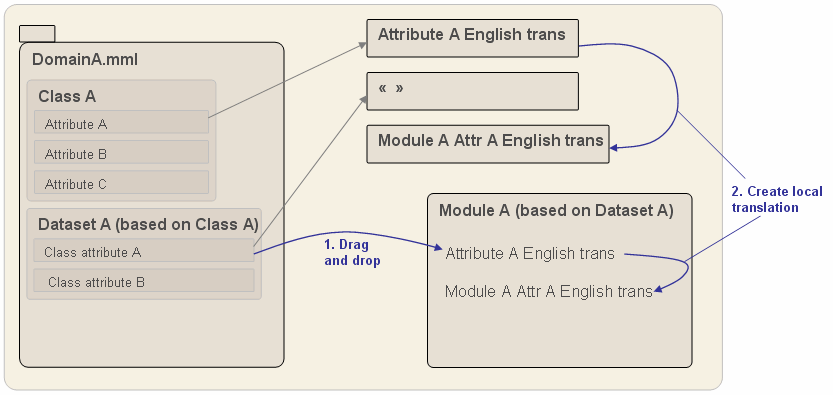 DomainA.mml
Class A
Attribute A
Attribute B
Attribute C
Dataset A (based on Class A)
Class attribute A
Class attribute B
Attribute A English trans
« »
Module A Attr A English trans
1. Drag
and drop
Module A (based on Dataset A)
Attribute A English trans
Module A Attr A English trans
2. Create local
translation